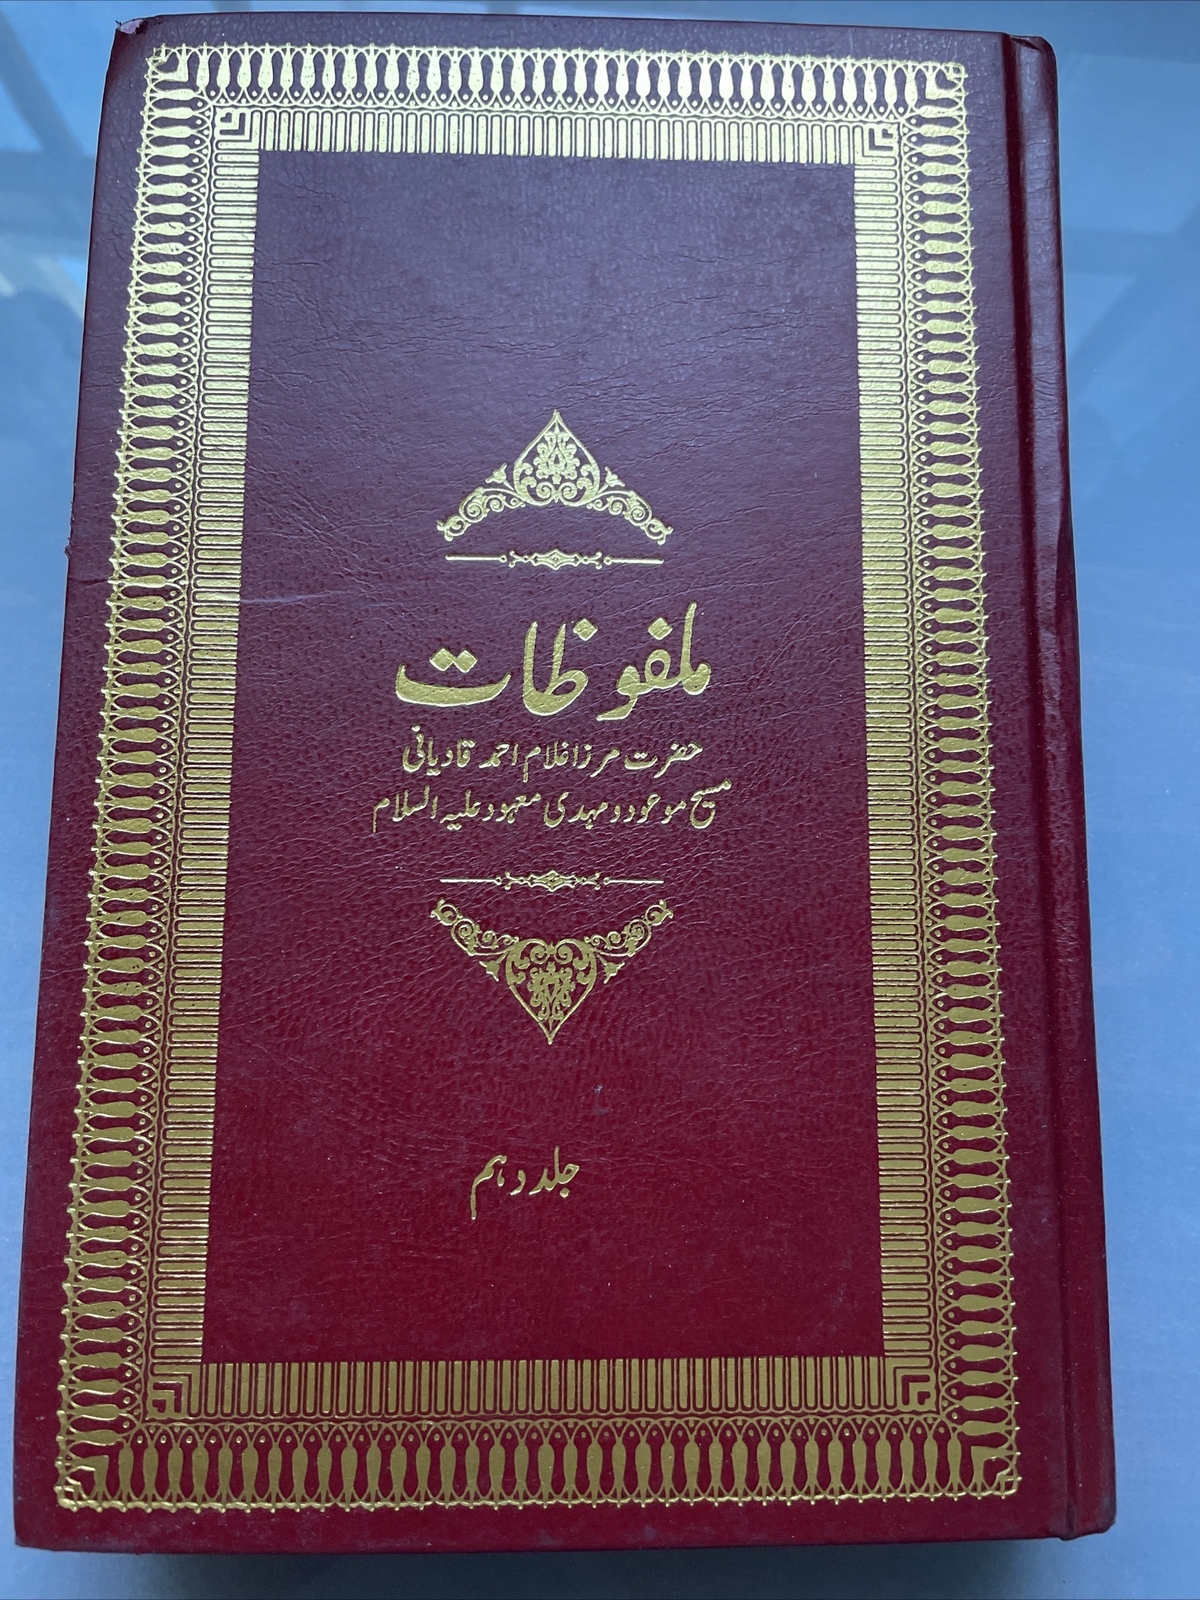 ملفوظات
حضرت مرزا غلام احمد قادیانی
مسیح موعود و مہدی معہود علیہ السلام
جلد دہم